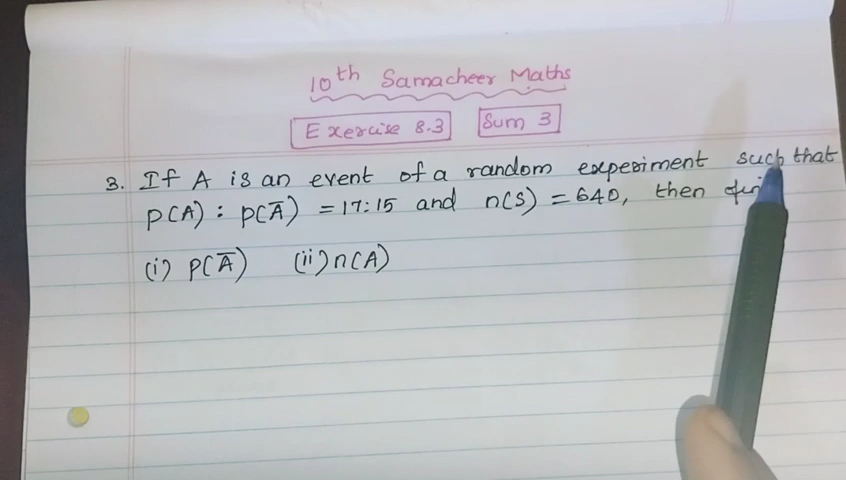 10th Samacheer Maths
Exercise 8.3 Sum 3
3. If A is an event of a random experiment such that
P(A) : P(A̅) = 17:15 and n(S) = 640, then
(i) P(A̅) (ii) n(A)